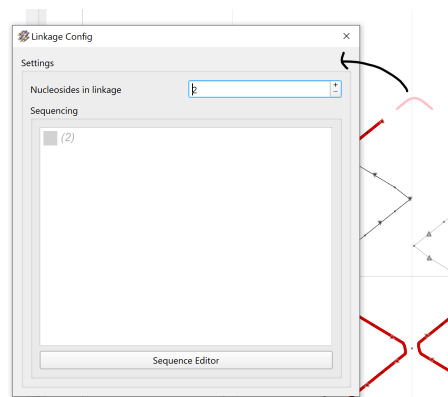 Linkage Config
Settings
Nucleosides in linkage 2
Sequencing
(2)
Sequence Editor